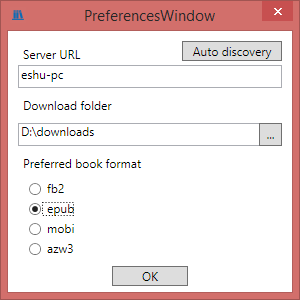 PreferencesWindow
Server URL
Auto discovery
eshu-pc
Download folder
D:\downloads
...
Preferred book format
fb2
epub
mobi
azw3
OK